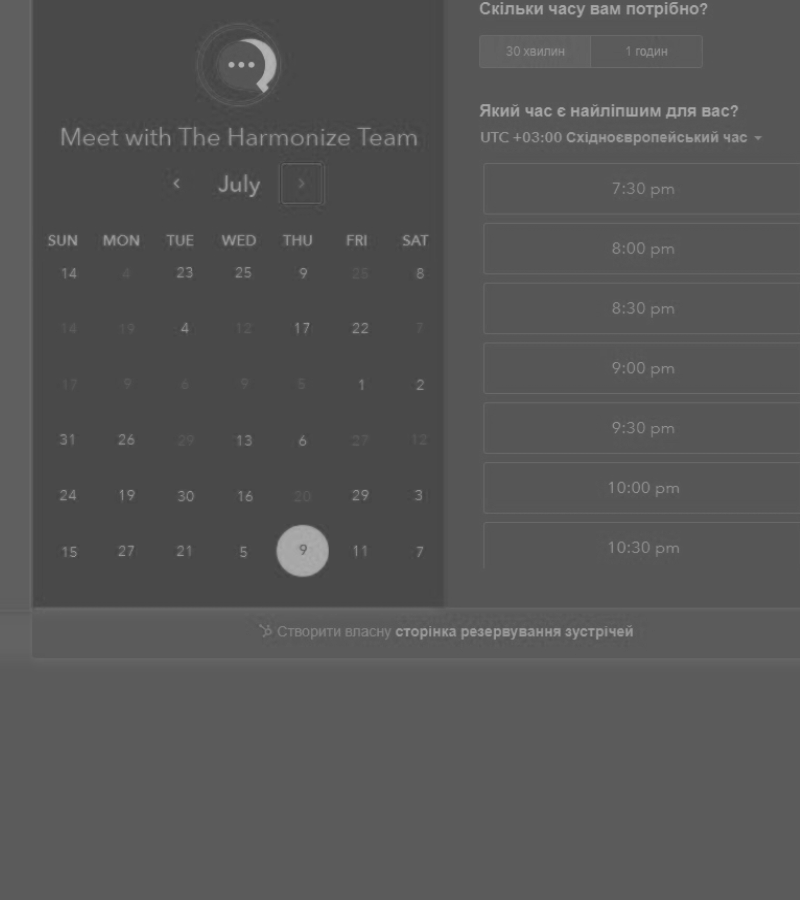 Meet with The Harmonize Team
July
SUN MON TUE WED THU FRI SAT
14 4 23 25 9 25 8
14 19 4 12 17 22 7
17 9 6 9 5 1 2
31 26 29 13 6 27 12
24 19 30 16 20 29 3
15 27 21 5 9 11 7
Скільки часу вам потрібно?
30 хвилин 1 годин
Який час є найліпшим для вас?
UTC +03:00 Східноєвропейський час
7:30 pm
8:00 pm
8:30 pm
9:00 pm
9:30 pm
10:00 pm
10:30 pm
Створити власну сторінка резервування зустрічей